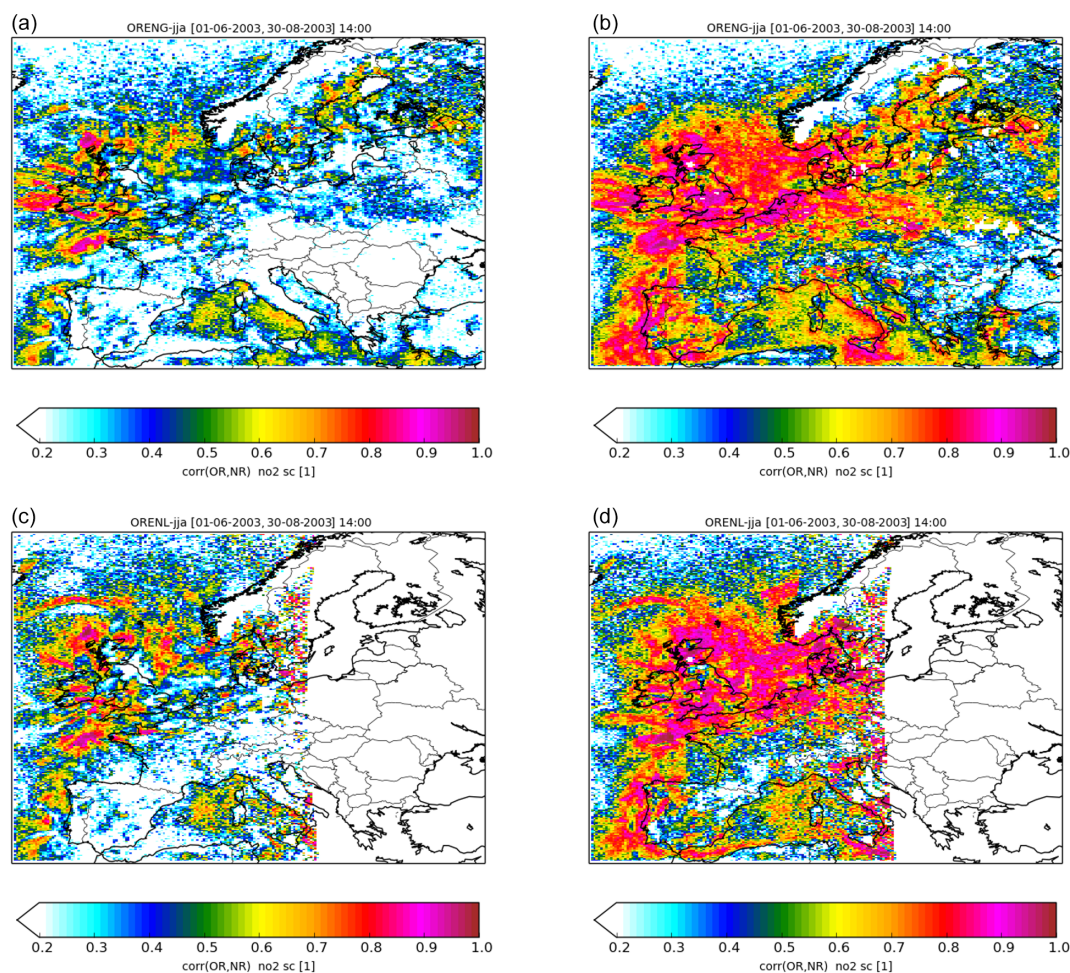 (a)
ORENG-jja [01-06-2003, 30-08-2003] 14:00
0.2 0.3 0.4 0.5 0.6 0.7 0.8 0.9 1.0
corr(OR,NR) no2 sc [1]
(b)
ORENG-jja [01-06-2003, 30-08-2003] 14:00
0.2 0.3 0.4 0.5 0.6 0.7 0.8 0.9 1.0
corr(OR,NR) no2 sc [1]
(c)
ORENL-jja [01-06-2003, 30-08-2003] 14:00
0.2 0.3 0.4 0.5 0.6 0.7 0.8 0.9 1.0
corr(OR,NR) no2 sc [1]
(d)
ORENL-jja [01-06-2003, 30-08-2003] 14:00
0.2 0.3 0.4 0.5 0.6 0.7 0.8 0.9 1.0
corr(OR,NR) no2 sc [1]